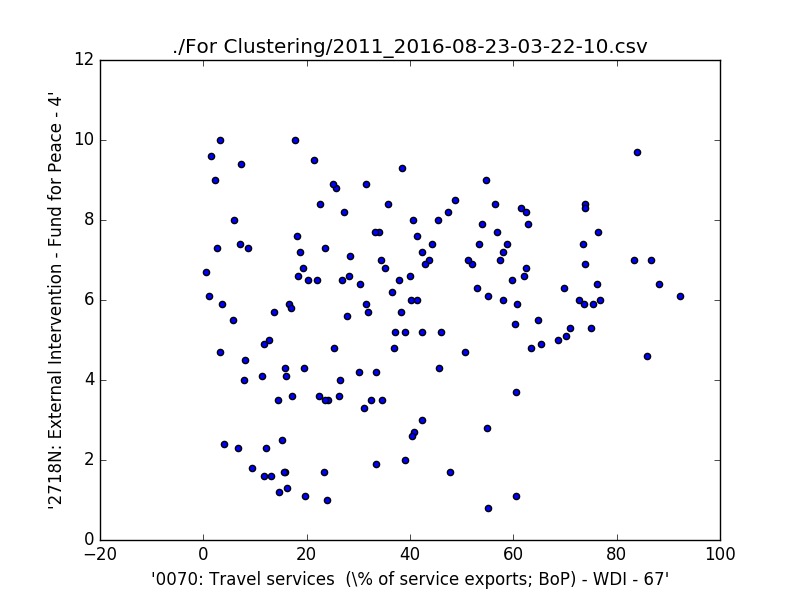 ./For Clustering/2011_2016-08-23-03-22-10.csv
12
10
8
6
4
2
0
'2718N: External Intervention - Fund for Peace - 4'
−20 0 20 40 60 80 100
'0070: Travel services (\% of service exports; BoP) - WDI - 67'